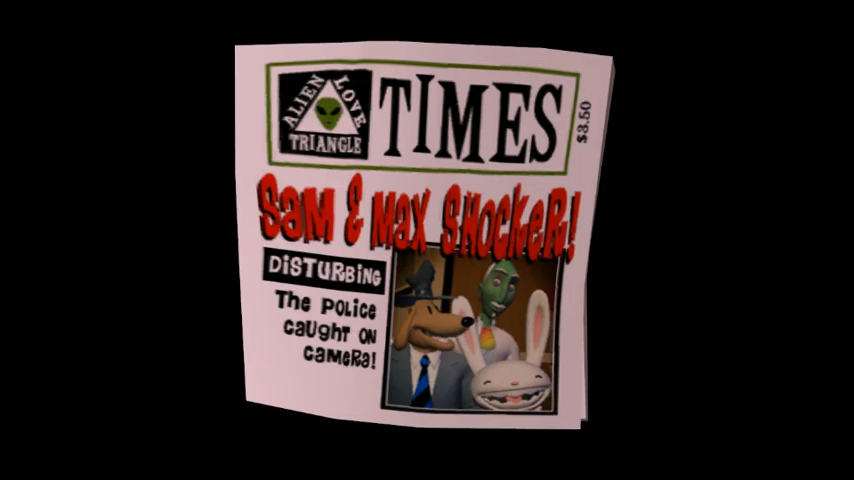 ALIEN LOVE
TRIANGLE
TIMES
$3.50
Sam & Max Shocker!
DISTURBING
The Police
caught on
camera!